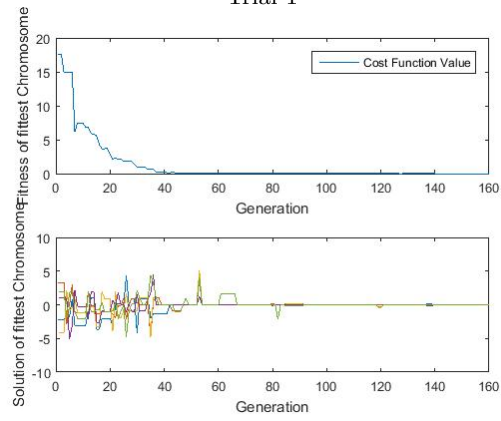 Trial 1
Fitness of fittest Chromosome
20
15
10
5
0
Cost Function Value
0 20 40 60 80 100 120 140 160
Generation
Solution of fittest Chromosome
10
5
0
-5
-10
0 20 40 60 80 100 120 140 160
Generation